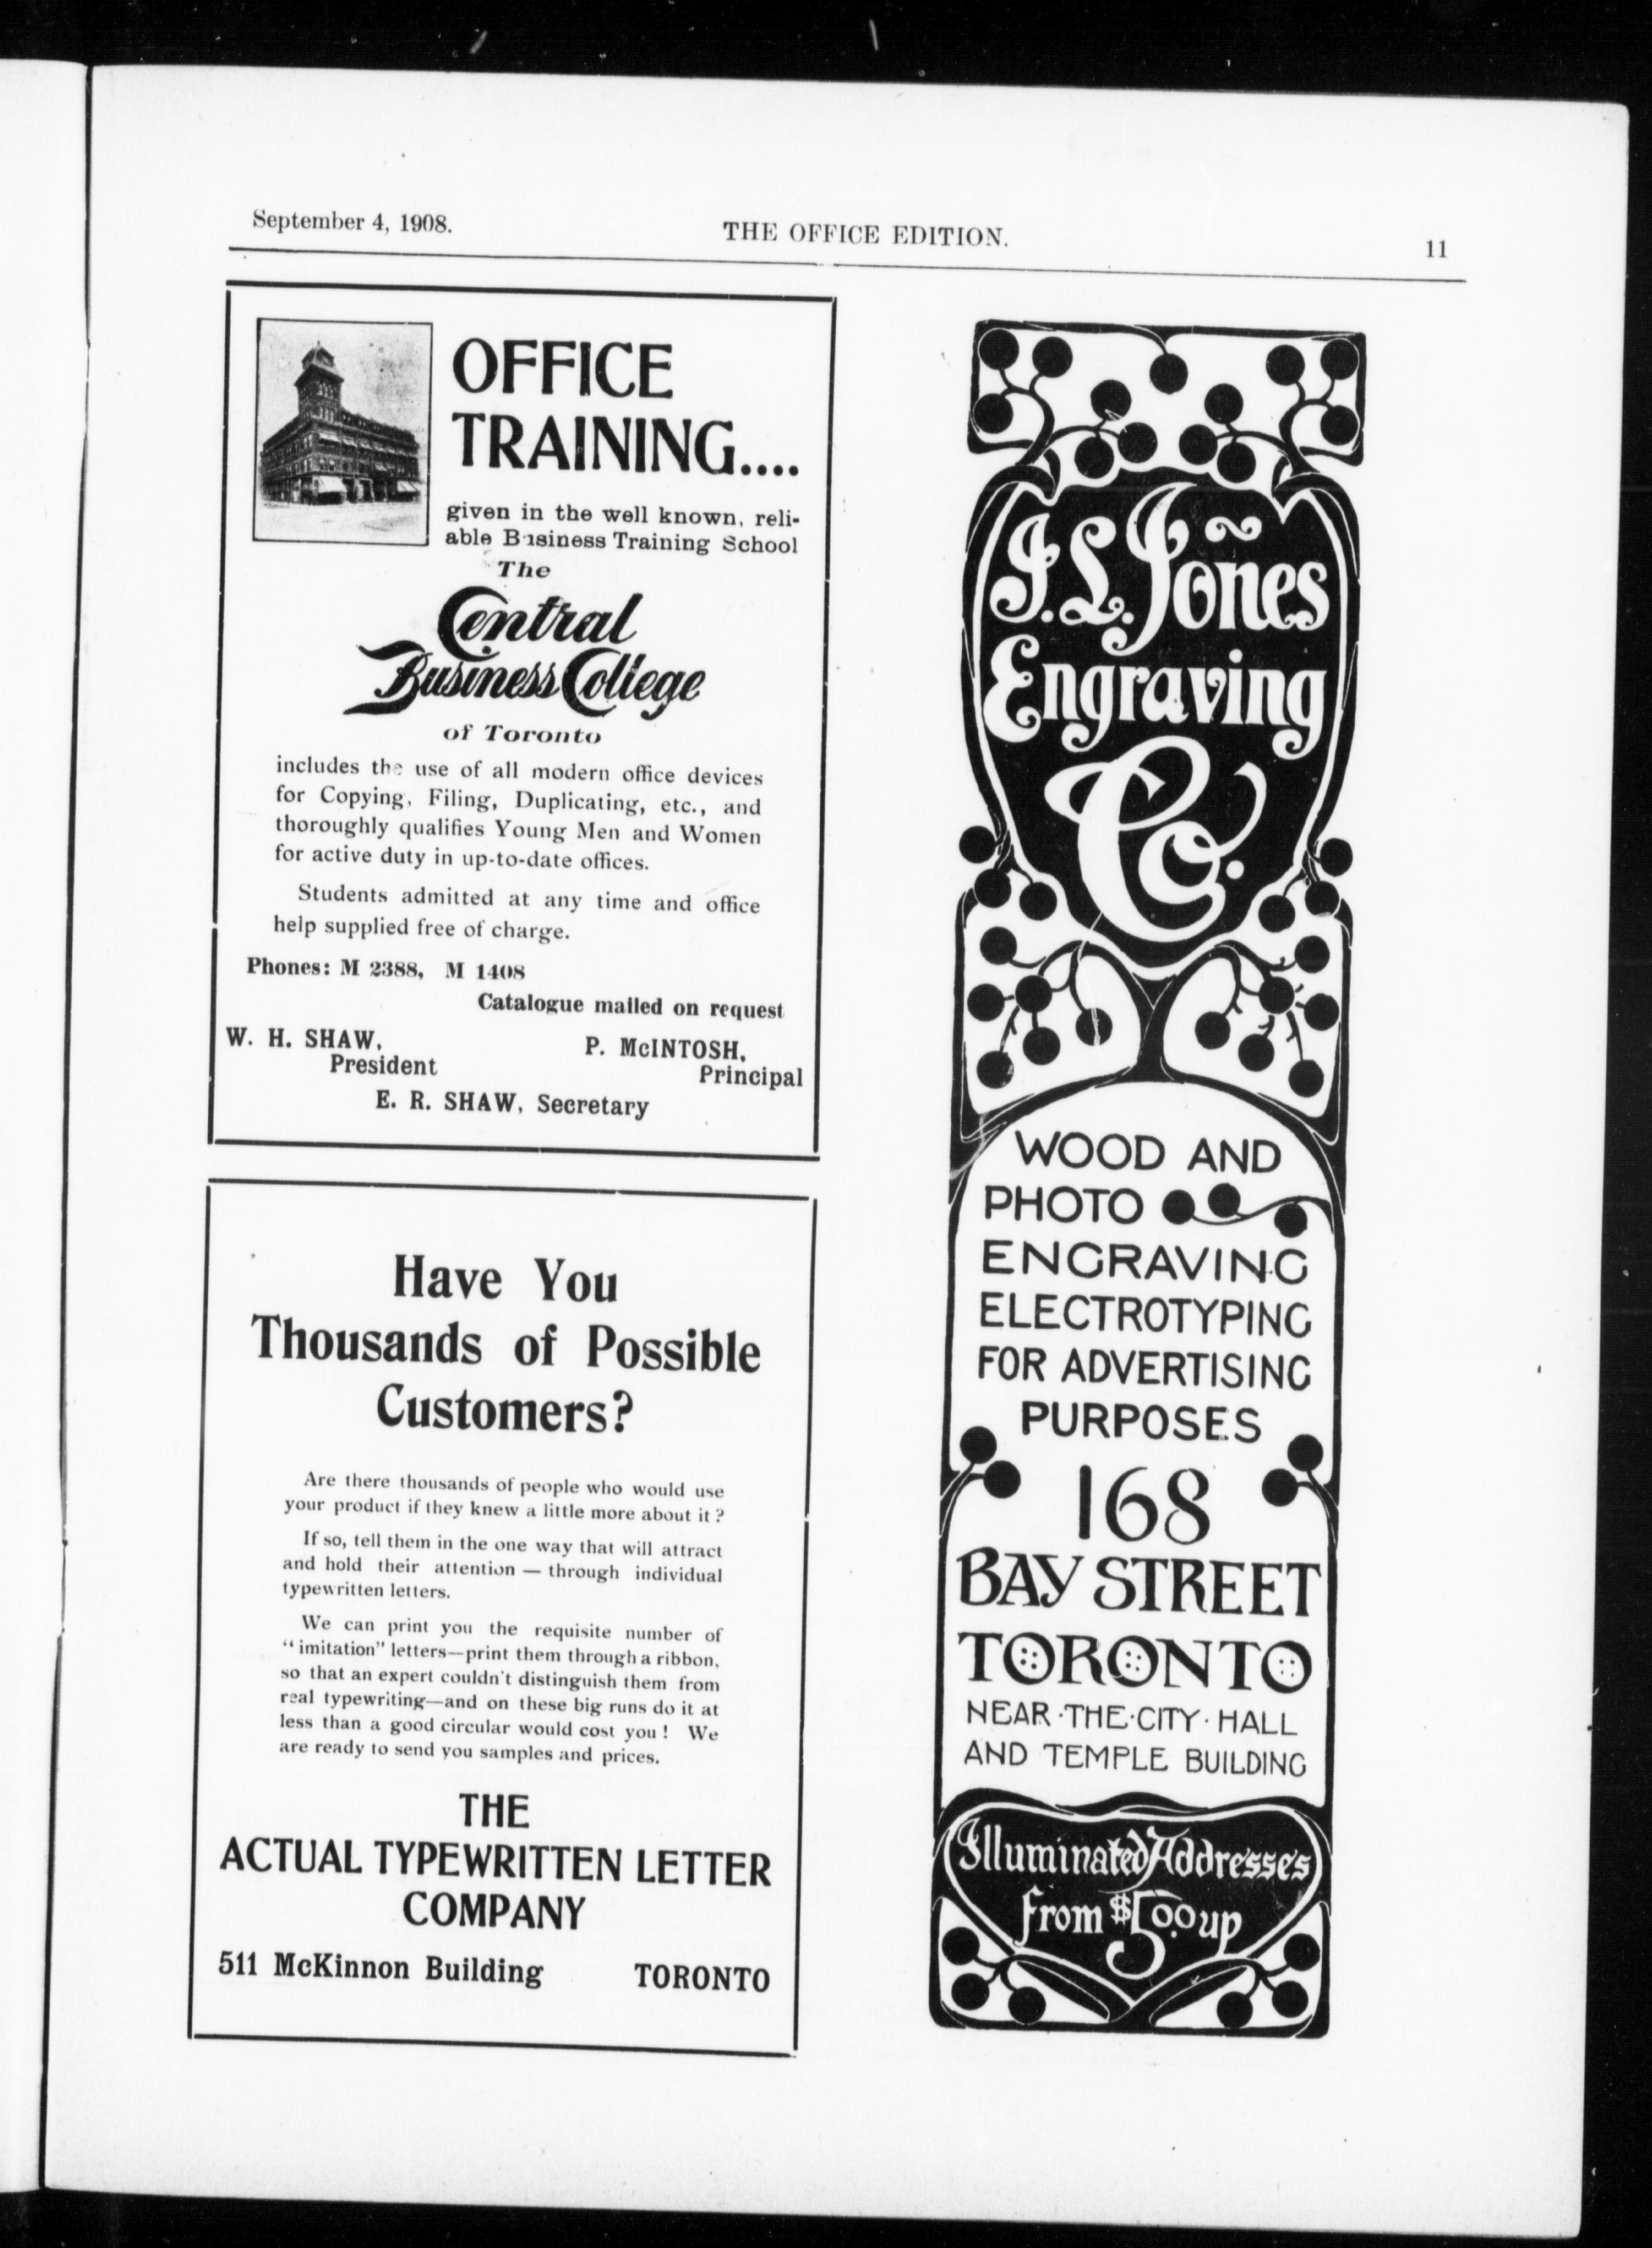 September 4, 1908.
THE OFFICE EDITION.
11
OFFICE
TRAINING....
given in the well known, reli-
able Business Training School
The
Central
Business College
of Toronto
includes the use of all modern office devices
for Copying, Filing, Duplicating, etc., and
thoroughly qualifies Young Men and Women
for active duty in up-to-date offices.
Students admitted at any time and office
help supplied free of charge.
Phones: M 2388, M 1408
Catalogue mailed on request
W. H. SHAW,
President
P. McINTOSH,
Principal
E. R. SHAW, Secretary
Have You
Thousands of Possible
Customers?
Are there thousands of people who would use
your product if they knew a little more about it?
If so, tell them in the one way that will attract
and hold their attention — through individual
typewritten letters.
We can print you the requisite number of
"imitation" letters—print them through a ribbon,
so that an expert couldn't distinguish them from
real typewriting—and on these big runs do it at
less than a good circular would cost you! We
are ready to send you samples and prices.
THE
ACTUAL TYPEWRITTEN LETTER
COMPANY
511 McKinnon Building TORONTO
J. L. Jones
Engraving
Co.
WOOD AND
PHOTO
ENGRAVING
ELECTROTYPING
FOR ADVERTISING
PURPOSES
168
BAY STREET
TORONTO
NEAR·THE·CITY·HALL
AND TEMPLE BUILDING
Illuminated Addresses
from $5.00 up